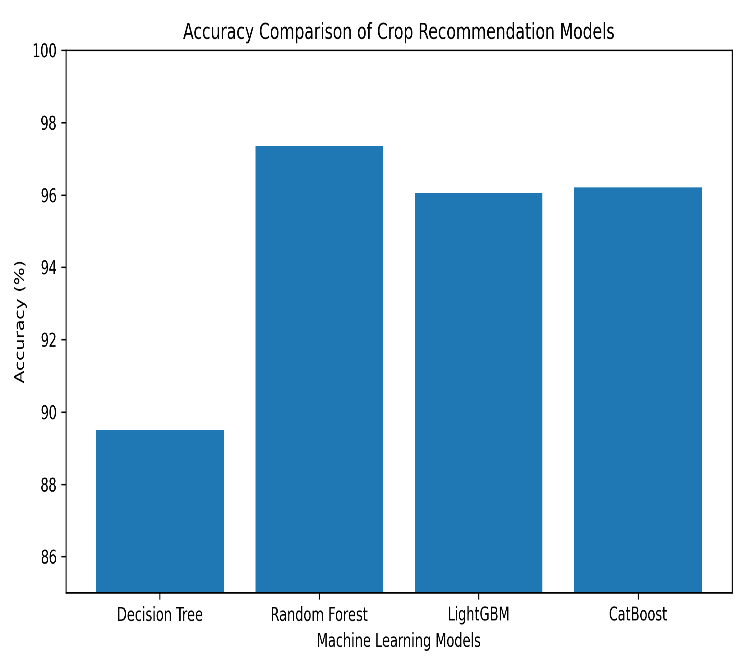 Accuracy Comparison of Crop Recommendation Models
100
98
96
94
92
90
88
86
Accuracy (%)
Decision Tree Random Forest LightGBM CatBoost
Machine Learning Models